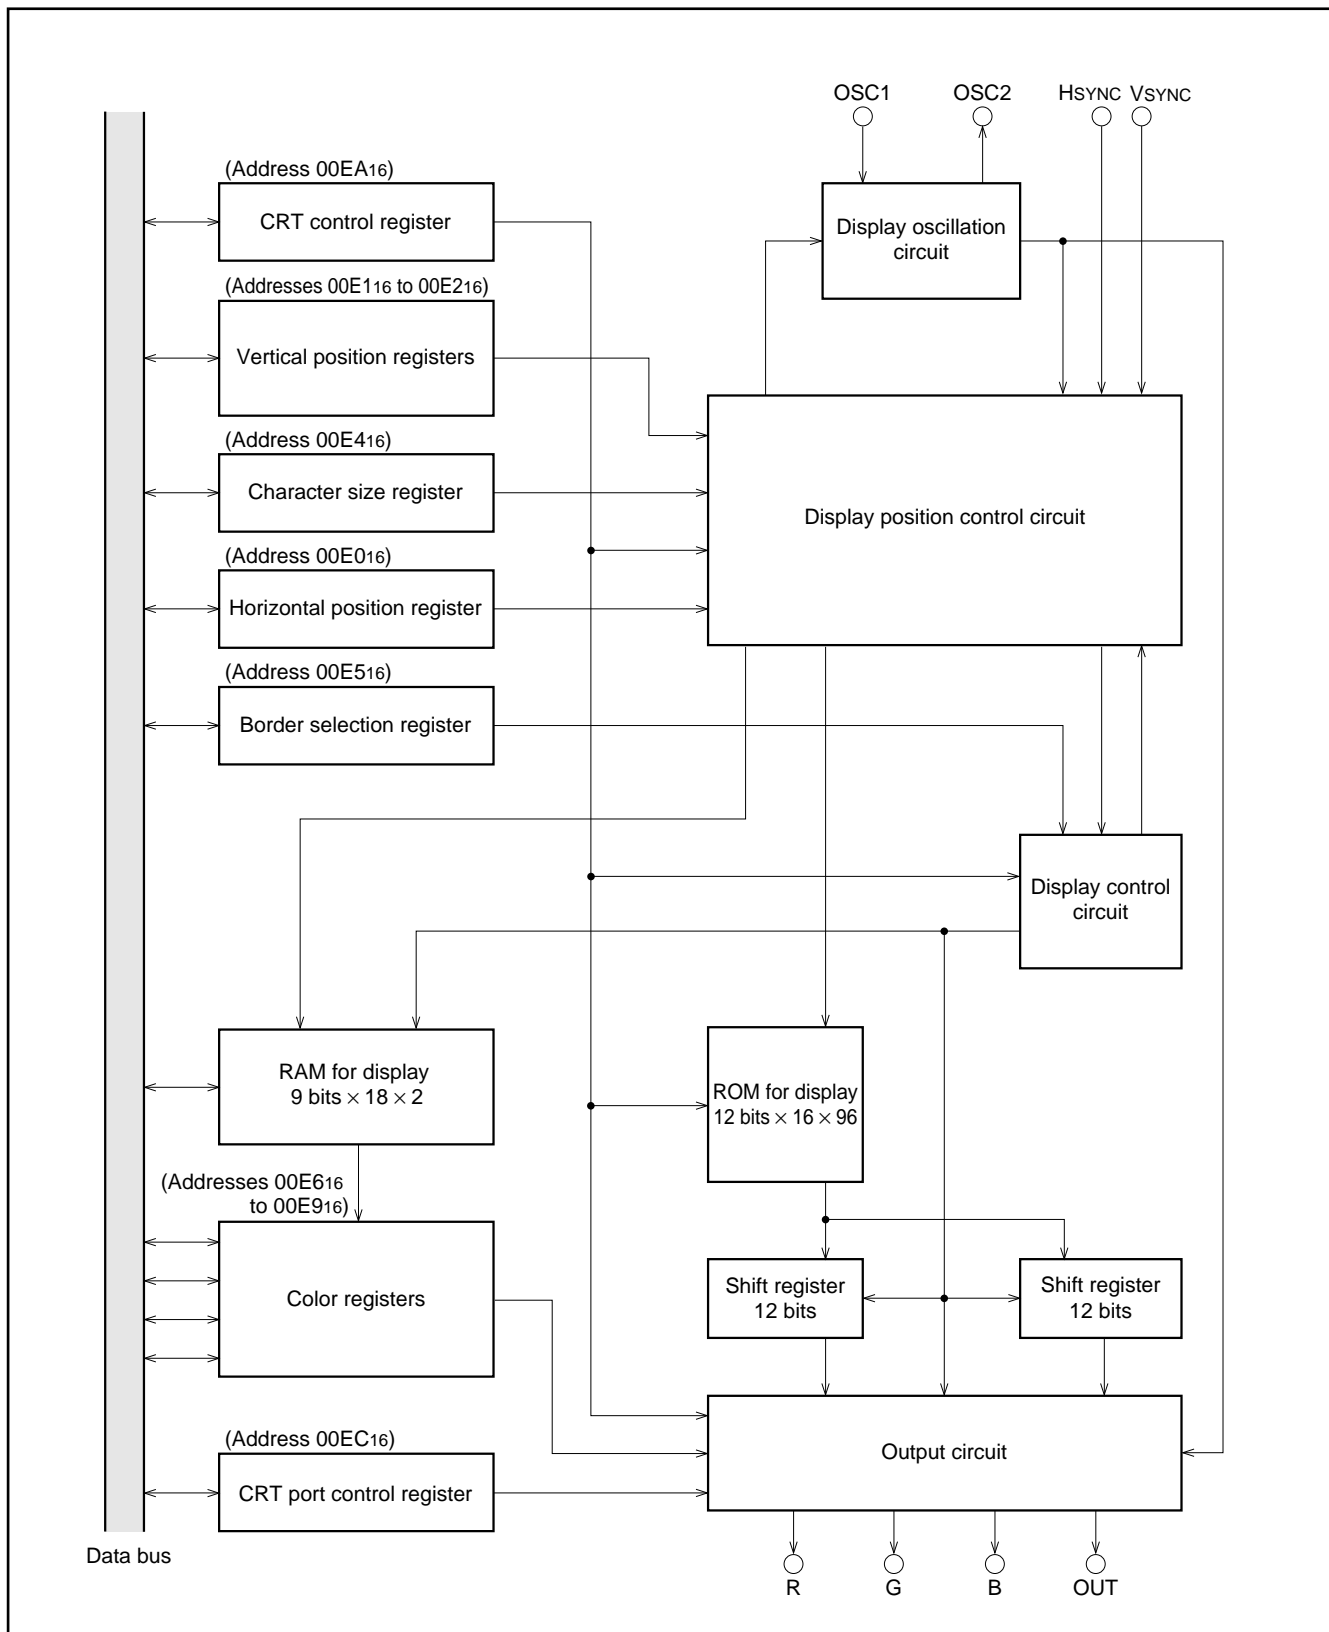 OSC1 OSC2 HSYNC VSYNC
(Address 00EA16)
CRT control register
Display oscillation
circuit
(Addresses 00E116 to 00E216)
Vertical position registers
(Address 00E416)
Character size register
Display position control circuit
(Address 00E016)
Horizontal position register
(Address 00E516)
Border selection register
Display control
circuit
RAM for display
9 bits × 18 × 2
ROM for display
12 bits × 16 × 96
(Addresses 00E616
to 00E916)
Color registers
Shift register
12 bits
Shift register
12 bits
(Address 00EC16)
CRT port control register
Output circuit
Data bus
R G B OUT